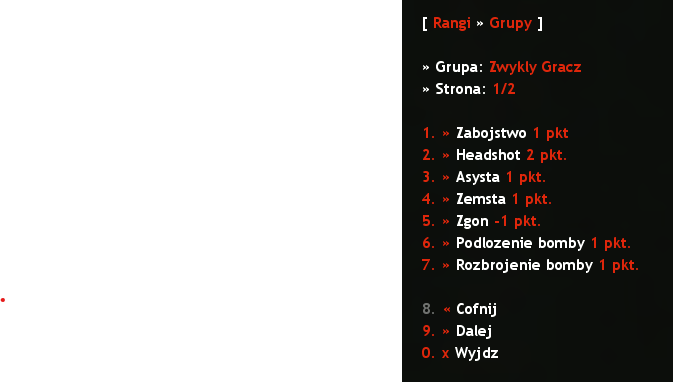 [ Rangi » Grupy ]
» Grupa: Zwykly Gracz
» Strona: 1/2
1. » Zabojstwo 1 pkt
2. » Headshot 2 pkt.
3. » Asysta 1 pkt.
4. » Zemsta 1 pkt.
5. » Zgon -1 pkt.
6. » Podlozenie bomby 1 pkt.
7. » Rozbrojenie bomby 1 pkt.
8. « Cofnij
9. » Dalej
0. x Wyjdz